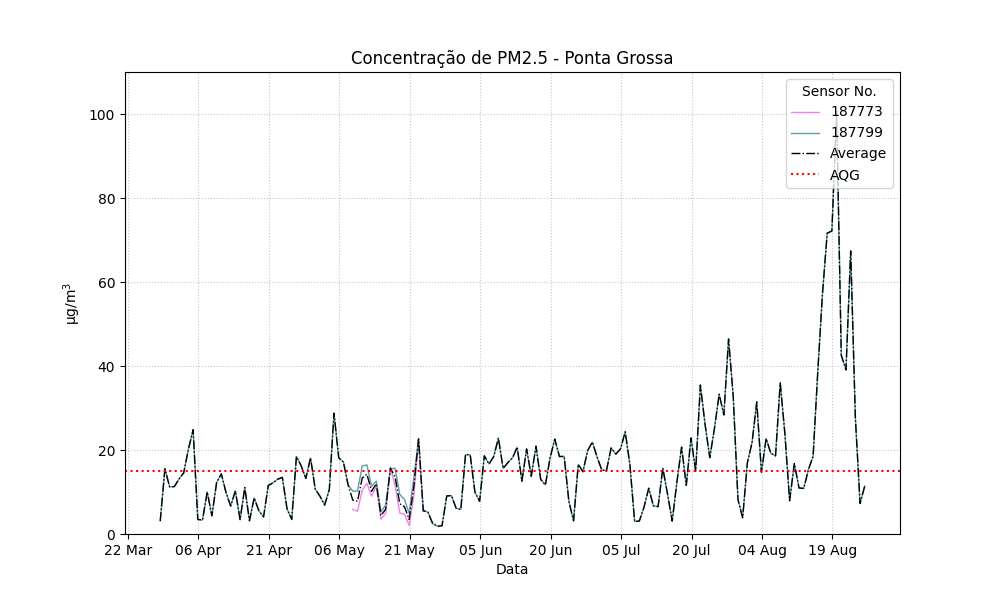 Concentração de PM2.5 - Ponta Grossa
Sensor No.
187773
187799
Average
AQG
100
80
60
40
20
0
µg/m³
22 Mar 06 Apr 21 Apr 06 May 21 May 05 Jun 20 Jun 05 Jul 20 Jul 04 Aug 19 Aug
Data